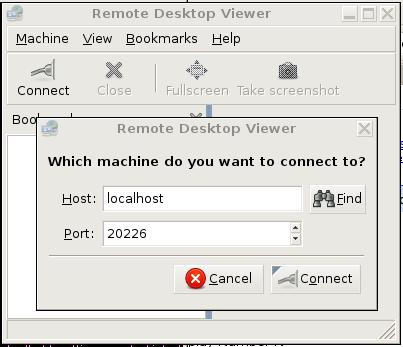 Remote Desktop Viewer
Machine View Bookmarks Help
Connect Close Fullscreen Take screenshot
Remote Desktop Viewer
Which machine do you want to connect to?
Host: localhost Find
Port: 20226
Cancel Connect